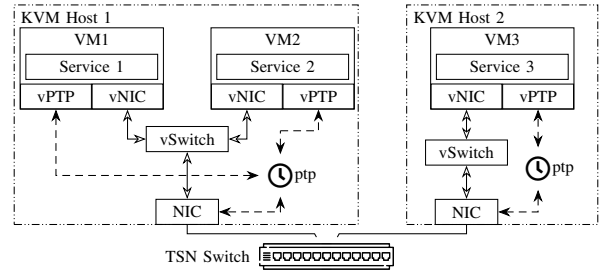 KVM Host 1
KVM Host 2
VM1
VM2
VM3
Service 1
Service 2
Service 3
vPTP
vNIC
vNIC
vPTP
vNIC
vPTP
vSwitch
vSwitch
ptp
ptp
NIC
NIC
TSN Switch